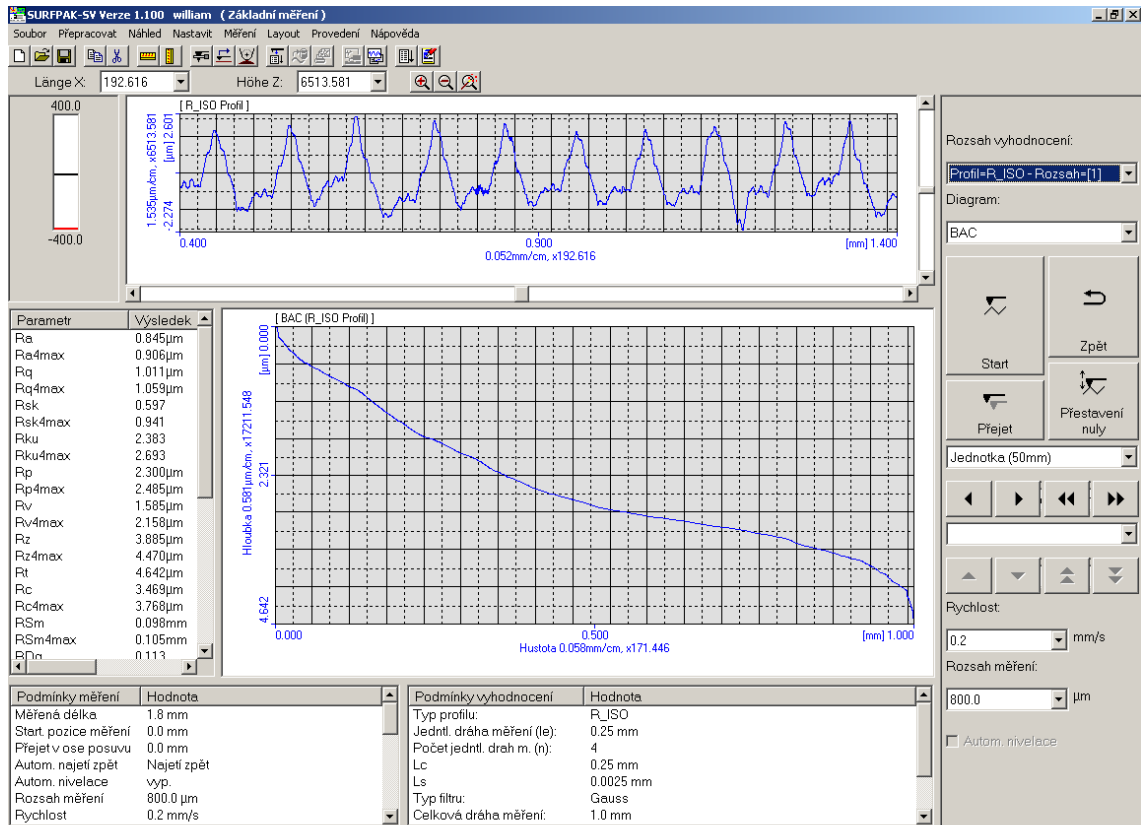 SURFPAK-SV Verze 1.100 william ( Základní měření )
Soubor Přepracovat Náhled Nastavit Měření Layout Provedení Nápověda
Länge X: 192.616 Höhe Z: 6513.581
400.0
-400.0
[ R_ISO Profil ]
1.535µm/cm, x6513.581
-2.274 [µm] 2.601
0.400 0.900 [mm] 1.400
0.052mm/cm, x192.616
Parametr Výsledek
Ra 0.845µm
Ra4max 0.906µm
Rq 1.011µm
Rq4max 1.059µm
Rsk 0.597
Rsk4max 0.941
Rku 2.383
Rku4max 2.693
Rp 2.300µm
Rp4max 2.485µm
Rv 1.585µm
Rv4max 2.158µm
Rz 3.885µm
Rz4max 4.470µm
Rt 4.642µm
Rc 3.469µm
Rc4max 3.768µm
RSm 0.098mm
RSm4max 0.105mm
RDq 0.113
[ BAC (R_ISO Profil) ]
Hloubka 0.581µm/cm, x17211.548
4.642 2.321 [µm] 0.000
0.000 0.500 [mm] 1.000
Hustota 0.058mm/cm, x171.446
Podmínky měření Hodnota
Měřená délka 1.8 mm
Start. pozice měření 0.0 mm
Přejet v ose posuvu 0.0 mm
Autom. najetí zpět Najetí zpět
Autom. nivelace vyp.
Rozsah měření 800.0 µm
Rychlost 0.2 mm/s
Podmínky vyhodnocení Hodnota
Typ profilu: R_ISO
Jedntl. dráha měření (le): 0.25 mm
Počet jedntl. drah m. (n): 4
Lc 0.25 mm
Ls 0.0025 mm
Typ filtru: Gauss
Celková dráha měření: 1.0 mm
Rozsah vyhodnocení:
Profil=R_ISO - Rozsah=[1]
Diagram:
BAC
Start
Zpět
Přejet
Přestavení
nuly
Jednotka (50mm)
Rychlost:
0.2 mm/s
Rozsah měření:
800.0 µm
Autom. nivelace